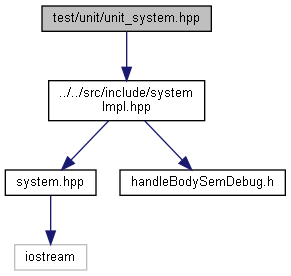 test/unit/unit_system.hpp
../../src/include/system
Impl.hpp
system.hpp
handleBodySemDebug.h
iostream